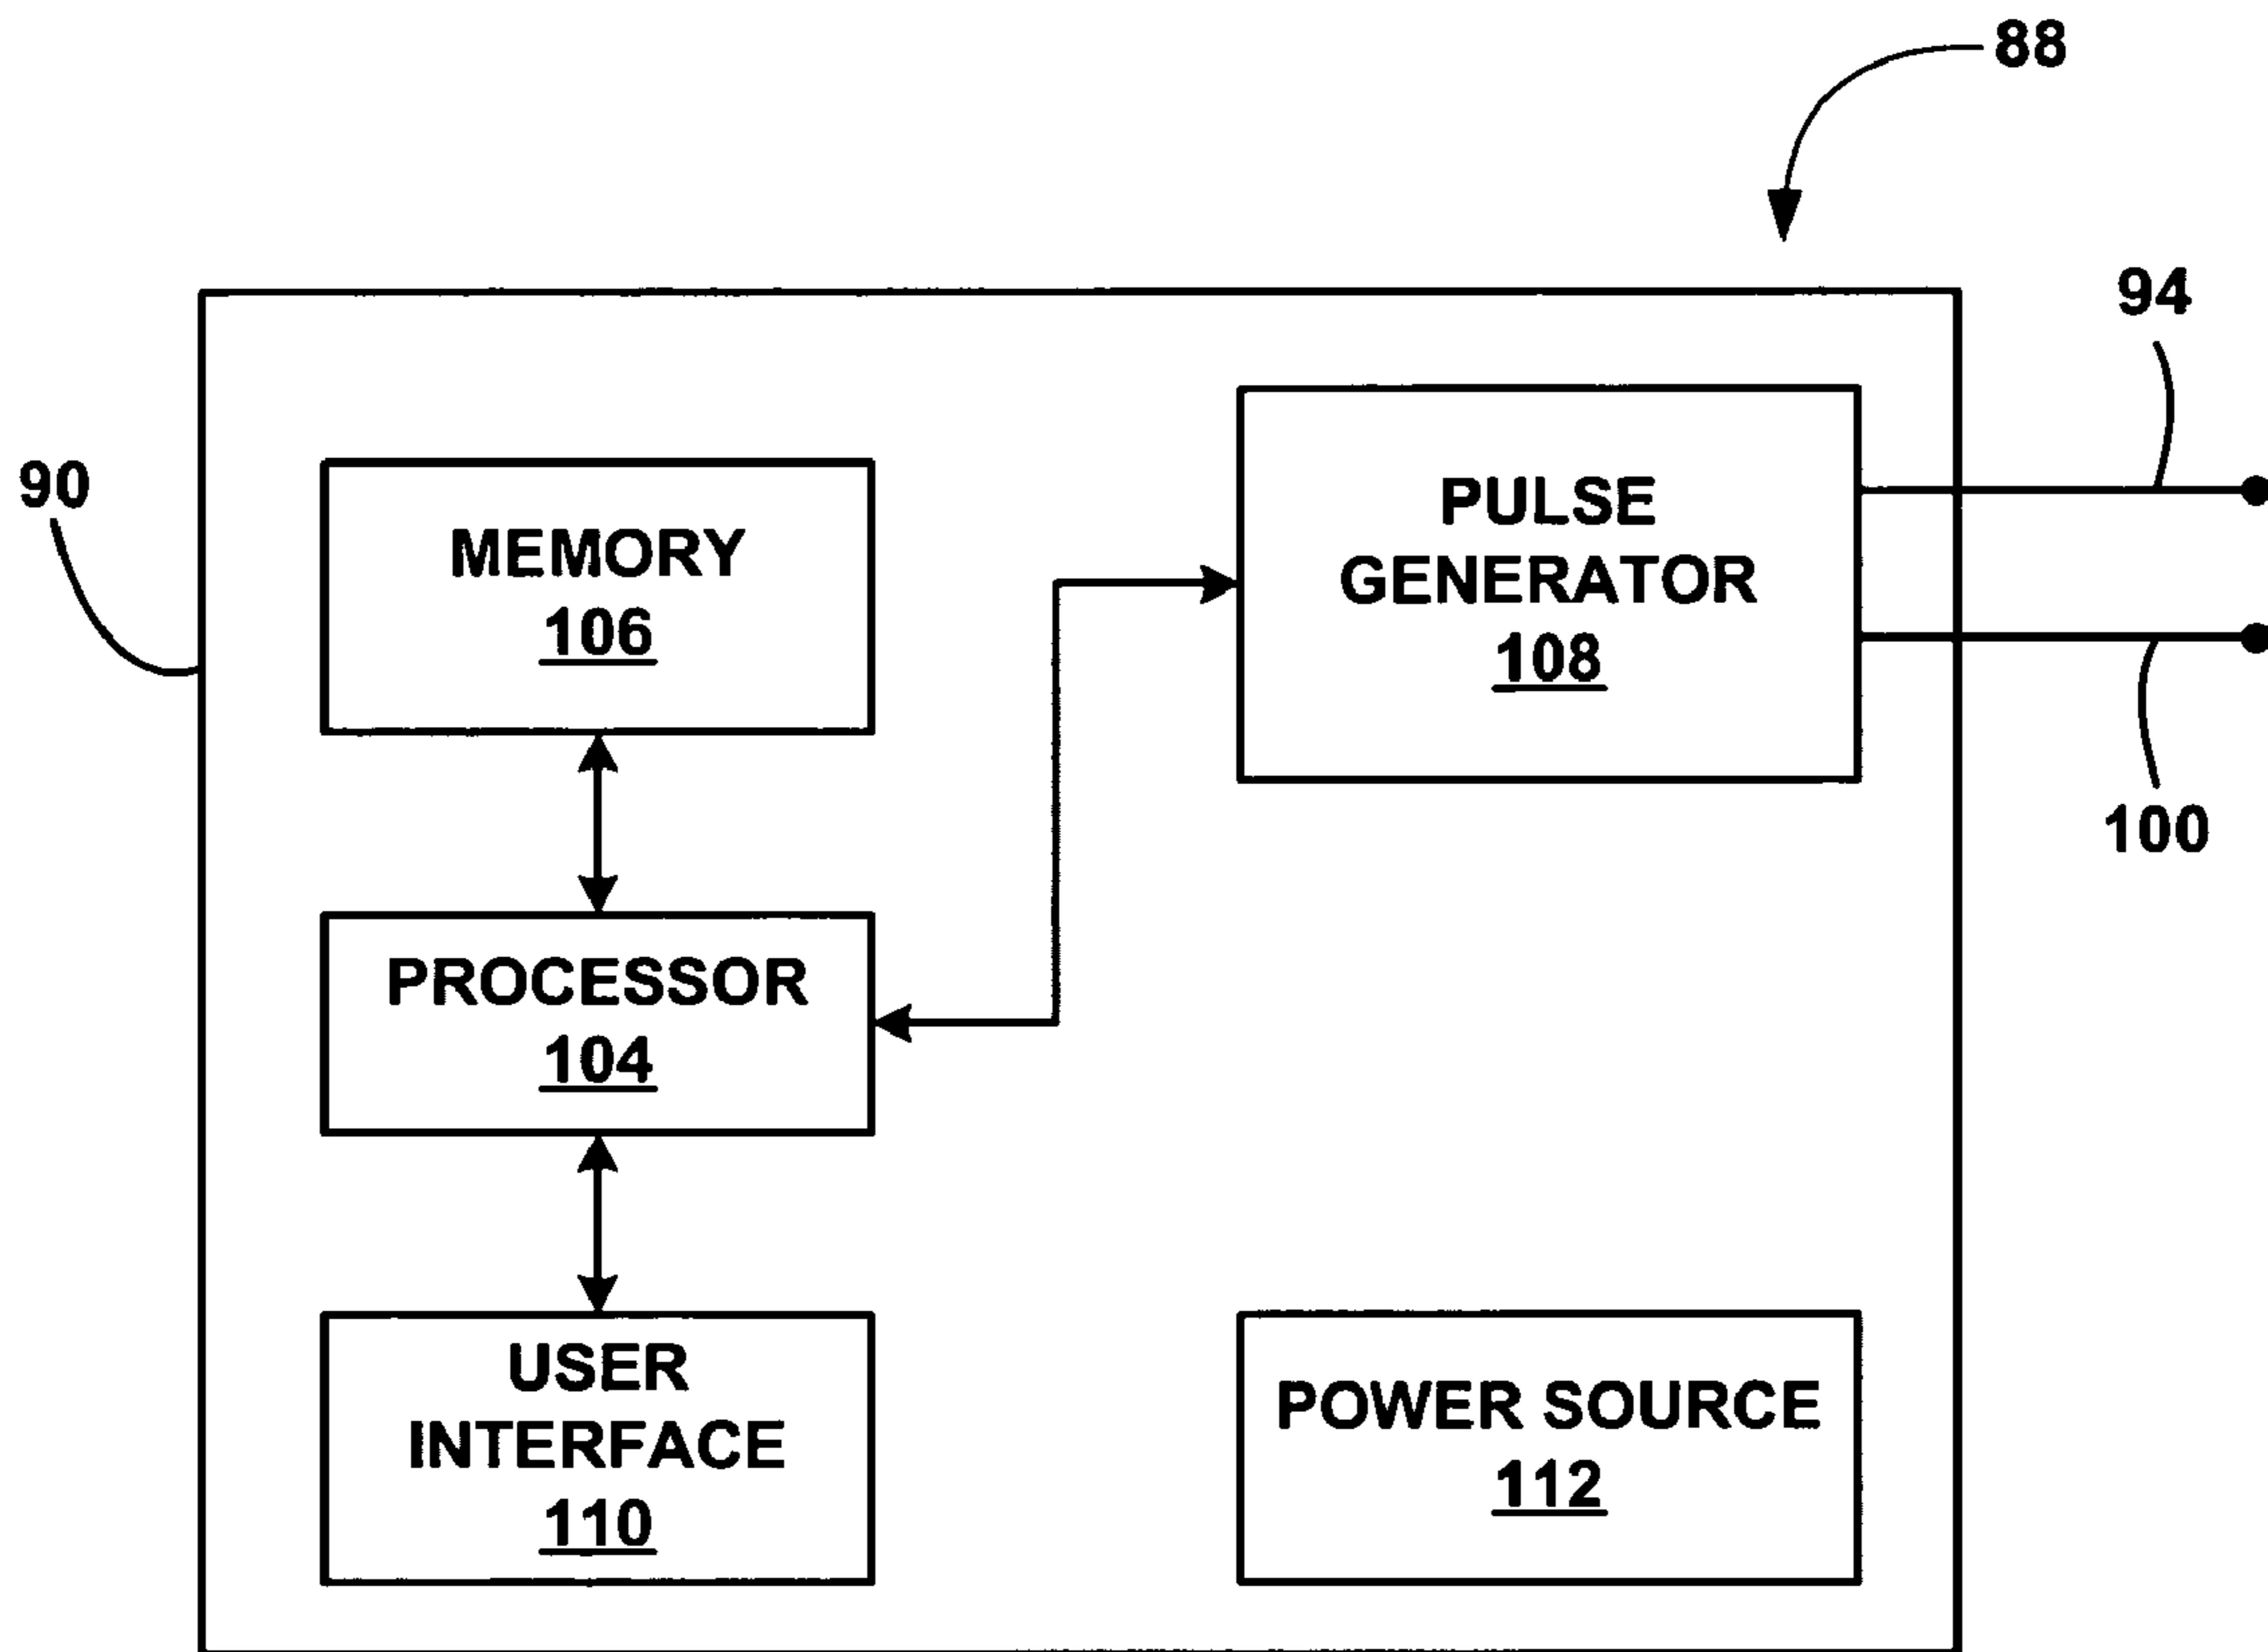 88
94
90
MEMORY
106
PULSE
GENERATOR
108
100
PROCESSOR
104
USER
INTERFACE
110
POWER SOURCE
112